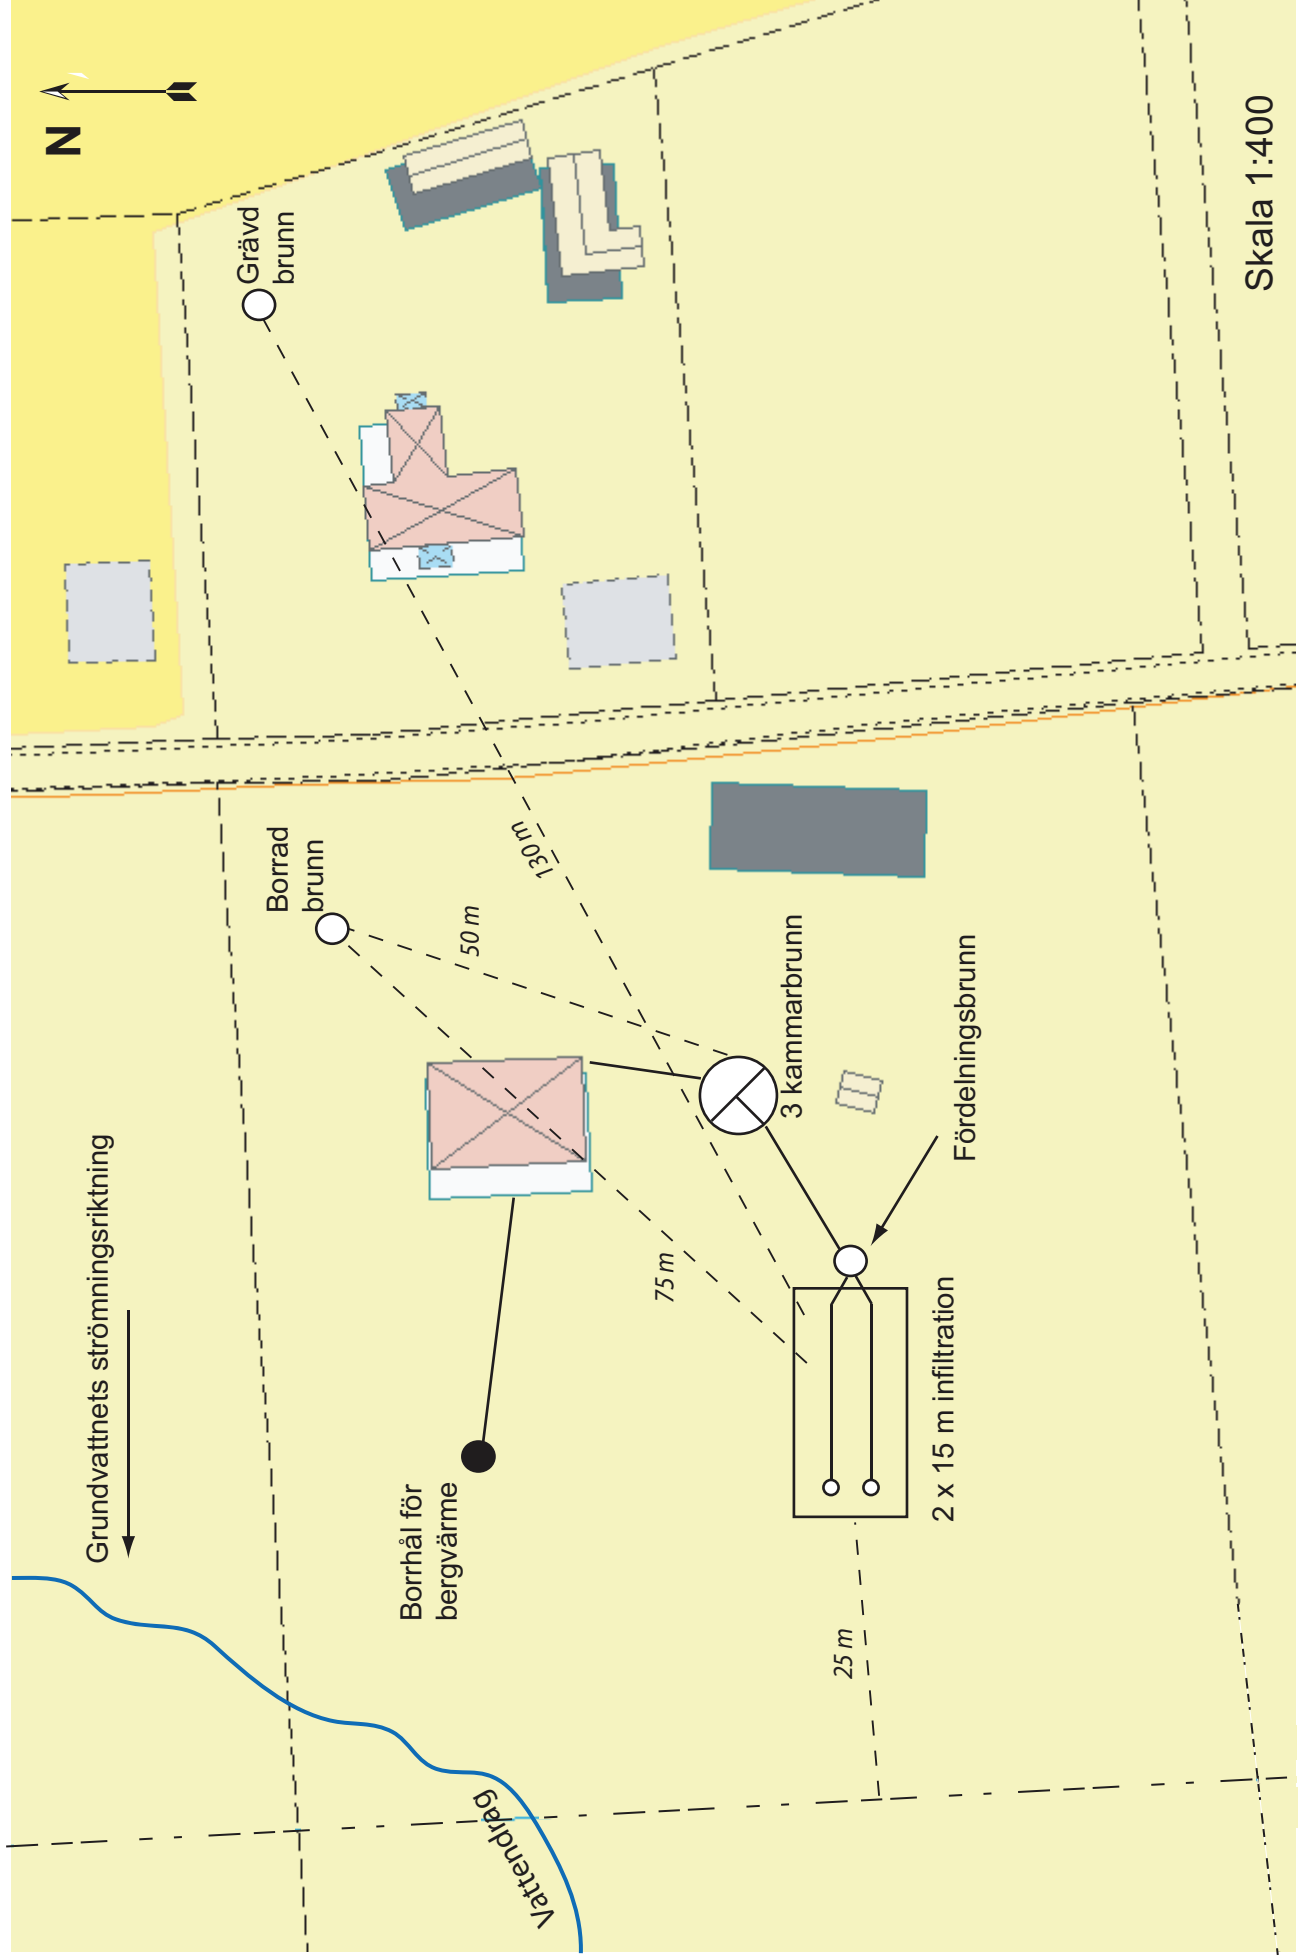 N
Grävd
brunn
Skala 1:400
Borrad
brunn
130 m
50 m
3 kammarbrunn
Fördelningsbrunn
Grundvattnets strömningsriktning
75 m
Borrhål för
bergvärme
2 x 15 m infiltration
25 m
Vattendrag